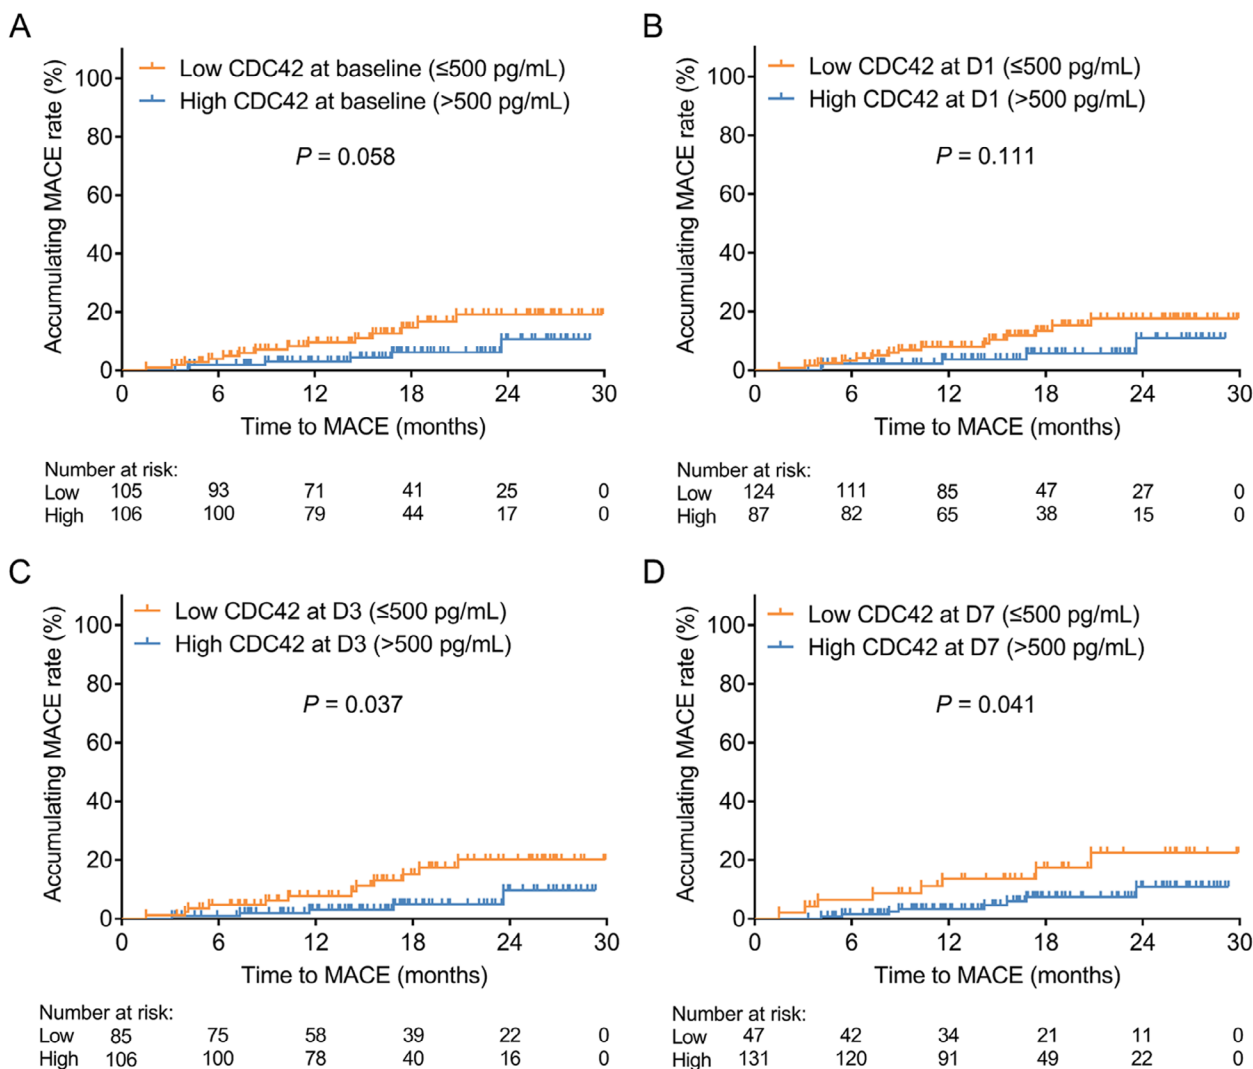 A
Accumulating MACE rate (%)
Low CDC42 at baseline (≤500 pg/mL)
High CDC42 at baseline (>500 pg/mL)
P = 0.058
100
80
60
40
20
0
0 6 12 18 24 30
Time to MACE (months)
Number at risk:
Low 105 93 71 41 25 0
High 106 100 79 44 17 0
B
Accumulating MACE rate (%)
Low CDC42 at D1 (≤500 pg/mL)
High CDC42 at D1 (>500 pg/mL)
P = 0.111
100
80
60
40
20
0
0 6 12 18 24 30
Time to MACE (months)
Number at risk:
Low 124 111 85 47 27 0
High 87 82 65 38 15 0
C
Accumulating MACE rate (%)
Low CDC42 at D3 (≤500 pg/mL)
High CDC42 at D3 (>500 pg/mL)
P = 0.037
100
80
60
40
20
0
0 6 12 18 24 30
Time to MACE (months)
Number at risk:
Low 85 75 58 39 22 0
High 106 100 78 40 16 0
D
Accumulating MACE rate (%)
Low CDC42 at D7 (≤500 pg/mL)
High CDC42 at D7 (>500 pg/mL)
P = 0.041
100
80
60
40
20
0
0 6 12 18 24 30
Time to MACE (months)
Number at risk:
Low 47 42 34 21 11 0
High 131 120 91 49 22 0